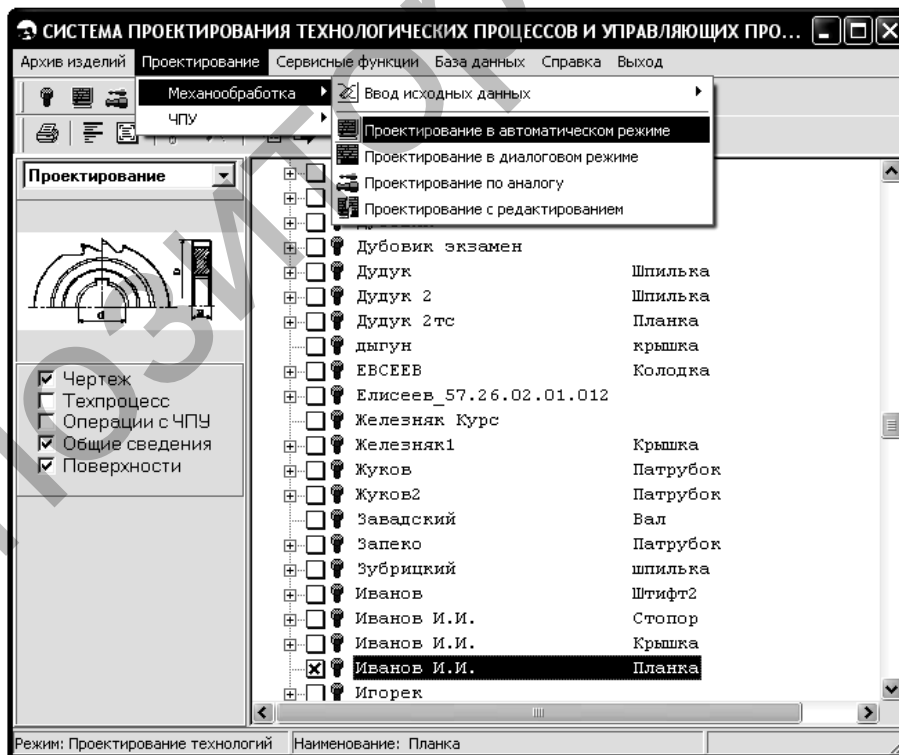 СИСТЕМА ПРОЕКТИРОВАНИЯ ТЕХНОЛОГИЧЕСКИХ ПРОЦЕССОВ И УПРАВЛЯЮЩИХ ПРО...
Архив изделий Проектирование Сервисные функции База данных Справка Выход
Механообработка
ЧПУ
Ввод исходных данных
Проектирование в автоматическом режиме
Проектирование в диалоговом режиме
Проектирование по аналогу
Проектирование с редактированием
Проектирование
D
d
Чертеж
Техпроцесс
Операции с ЧПУ
Общие сведения
Поверхности
Дубовик экзамен
Дудук Шпилька
Дудук 2 Шпилька
Дудук 2тс Планка
дыгун крышка
ЕВСЕЕВ Колодка
Елисеев_57.26.02.01.012
Железняк Курс
Железняк1 Крышка
Жуков Патрубок
Жуков2 Патрубок
Завадский Вал
Запеко Патрубок
Зубрицкий шпилька
Иванов Штифт2
Иванов И.И. Стопор
Иванов И.И. Крышка
Иванов И.И. Планка
Игорек
Режим: Проектирование технологий Наименование: Планка